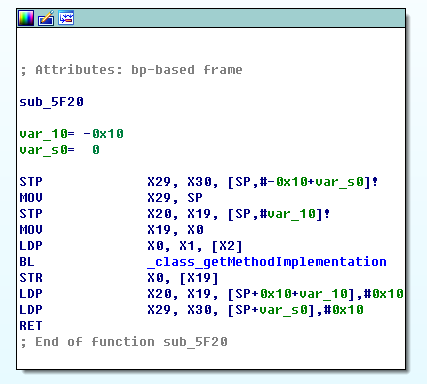 ; Attributes: bp-based frame
sub_5F20
var_10= -0x10
var_s0= 0
STP X29, X30, [SP,#-0x10+var_s0]!
MOV X29, SP
STP X20, X19, [SP,#var_10]!
MOV X19, X0
LDP X0, X1, [X2]
BL _class_getMethodImplementation
STR X0, [X19]
LDP X20, X19, [SP+0x10+var_10],#0x10
LDP X29, X30, [SP+var_s0],#0x10
RET
; End of function sub_5F20